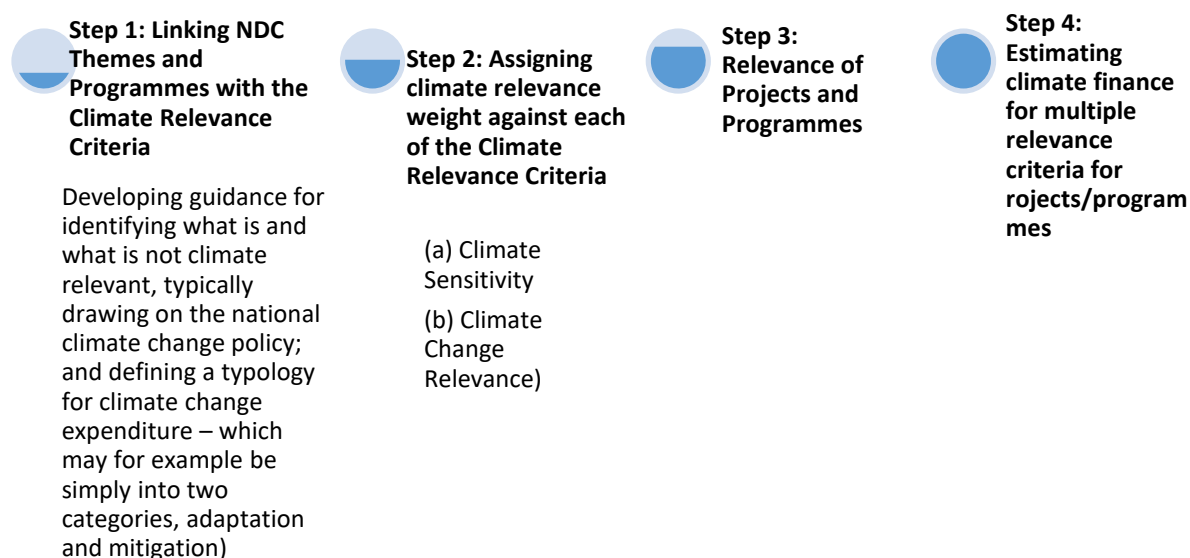 Step 1: Linking NDC
Themes and
Programmes with the
Climate Relevance
Criteria
Developing guidance for
identifying what is and
what is not climate
relevant, typically
drawing on the national
climate change policy;
and defining a typology
for climate change
expenditure – which
may for example be
simply into two
categories, adaptation
and mitigation)
Step 2: Assigning
climate relevance
weight against each
of the Climate
Relevance Criteria
(a) Climate
Sensitivity
(b) Climate
Change
Relevance)
Step 3:
Relevance of
Projects and
Programmes
Step 4:
Estimating
climate finance
for multiple
relevance
criteria for
rojects/program
mes